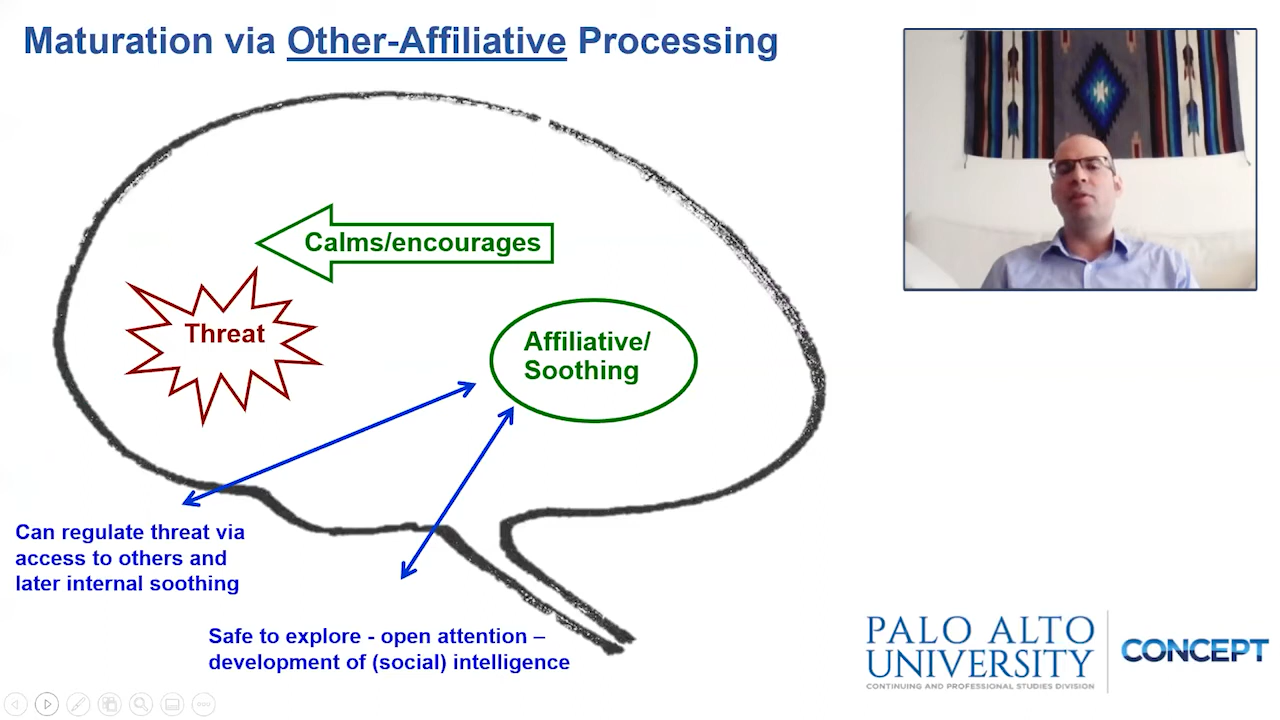 Maturation via Other-Affiliative Processing
Calms/encourages
Threat
Affiliative/
Soothing
Can regulate threat via
access to others and
later internal soothing
Safe to explore - open attention –
development of (social) intelligence
PALO ALTO
UNIVERSITY
CONTINUING AND PROFESSIONAL STUDIES DIVISION
CONCEPT